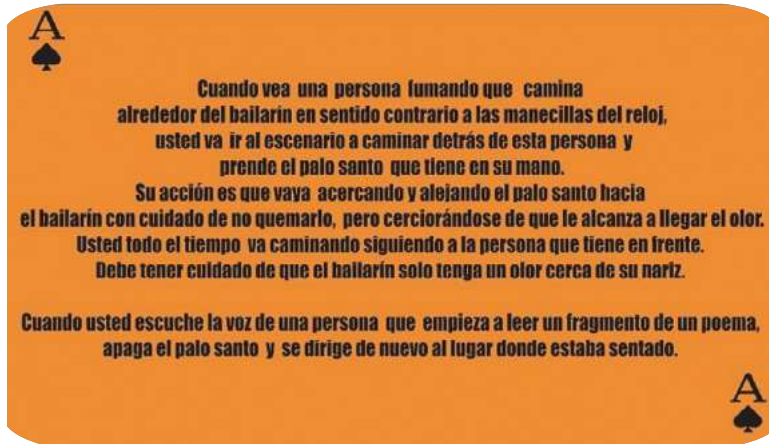 A
Cuando vea una persona fumando que camina
alrededor del bailarín en sentido contrario a las manecillas del reloj,
usted va ir al escenario a caminar detrás de esta persona y
prende el palo santo que tiene en su mano.
Su acción es que vaya acercando y alejando el palo santo hacia
el bailarín con cuidado de no quemarlo, pero cerciorándose de que le alcanza a llegar el olor.
Usted todo el tiempo va caminando siguiendo a la persona que tiene en frente.
Debe tener cuidado de que el bailarín solo tenga un olor cerca de su nariz.
Cuando usted escuche la voz de una persona que empieza a leer un fragmento de un poema,
apaga el palo santo y se dirige de nuevo al lugar donde estaba sentado.
A